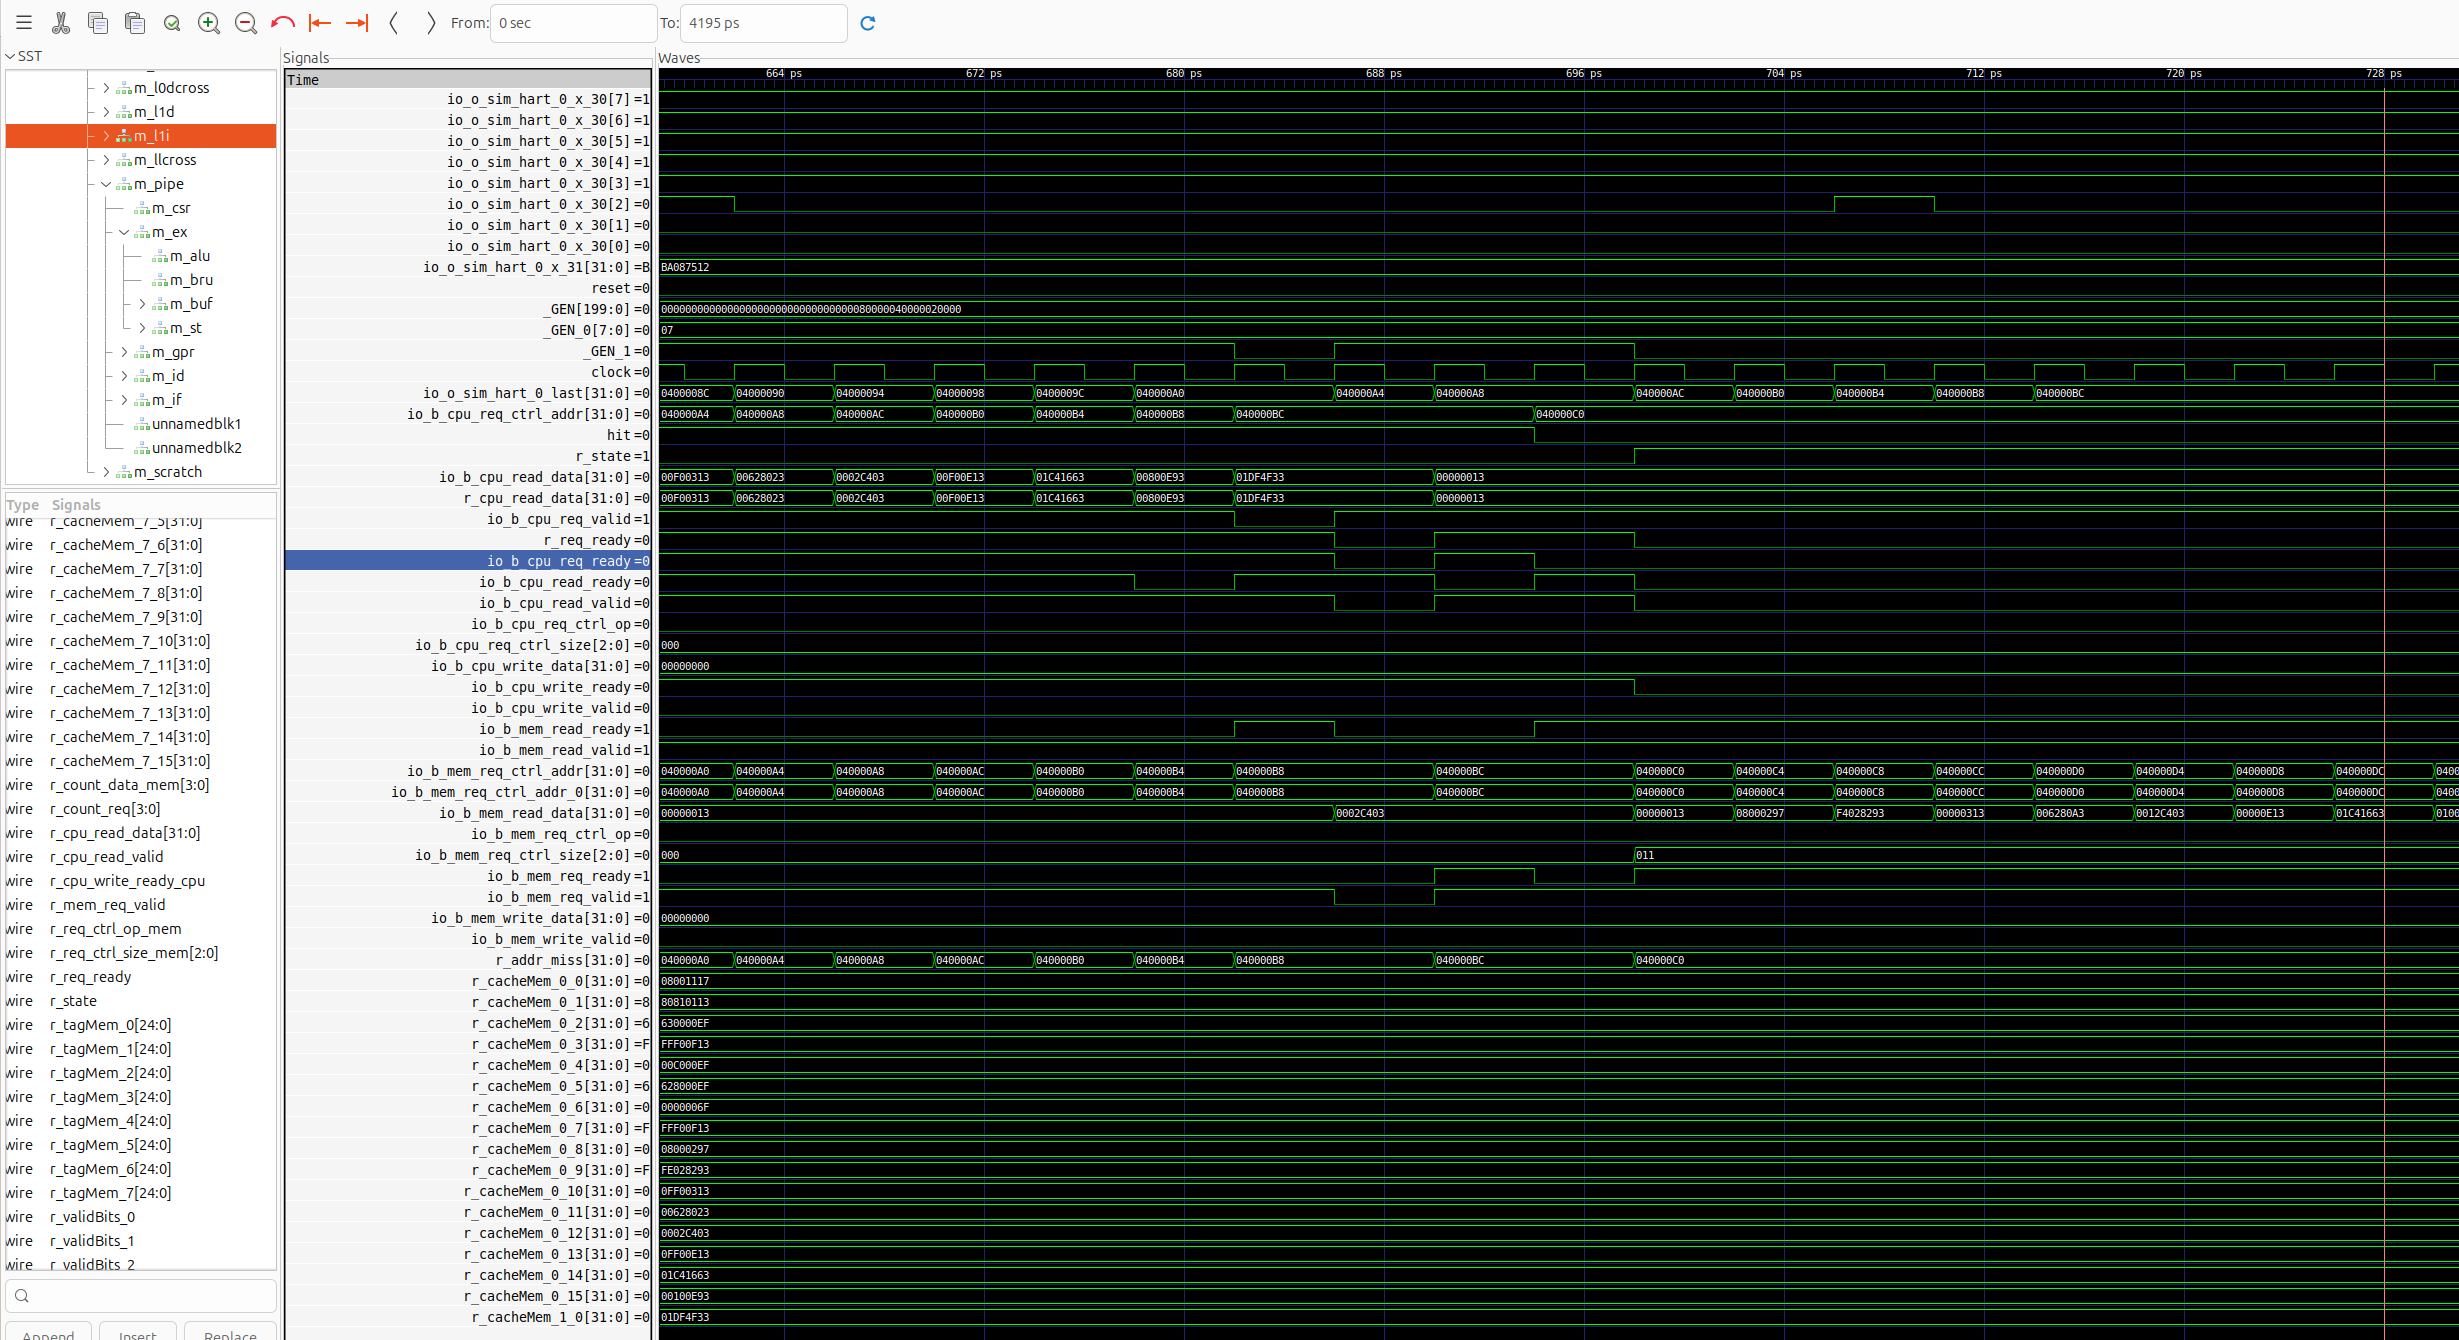 From: 0 sec To: 4195 ps
SST
m_l0dcross
m_l1d
m_l1i
m_llcross
m_pipe
m_csr
m_ex
m_alu
m_bru
m_buf
m_st
m_gpr
m_id
m_if
unnamedblk1
unnamedblk2
m_scratch
Type Signals
wire r_cacheMem_7_5[31:0]
wire r_cacheMem_7_6[31:0]
wire r_cacheMem_7_7[31:0]
wire r_cacheMem_7_8[31:0]
wire r_cacheMem_7_9[31:0]
wire r_cacheMem_7_10[31:0]
wire r_cacheMem_7_11[31:0]
wire r_cacheMem_7_12[31:0]
wire r_cacheMem_7_13[31:0]
wire r_cacheMem_7_14[31:0]
wire r_cacheMem_7_15[31:0]
wire r_count_data_mem[3:0]
wire r_count_req[3:0]
wire r_cpu_read_data[31:0]
wire r_cpu_read_valid
wire r_cpu_write_ready_cpu
wire r_mem_req_valid
wire r_req_ctrl_op_mem
wire r_req_ctrl_size_mem[2:0]
wire r_req_ready
wire r_state
wire r_tagMem_0[24:0]
wire r_tagMem_1[24:0]
wire r_tagMem_2[24:0]
wire r_tagMem_3[24:0]
wire r_tagMem_4[24:0]
wire r_tagMem_5[24:0]
wire r_tagMem_6[24:0]
wire r_tagMem_7[24:0]
wire r_validBits_0
wire r_validBits_1
wire r_validBits_2
Append Insert Replace
Signals
Waves
Time
664 ps 672 ps 680 ps 688 ps 696 ps 704 ps 712 ps 720 ps 728 ps
io_o_sim_hart_0_x_30[7] =1
io_o_sim_hart_0_x_30[6] =1
io_o_sim_hart_0_x_30[5] =1
io_o_sim_hart_0_x_30[4] =1
io_o_sim_hart_0_x_30[3] =1
io_o_sim_hart_0_x_30[2] =0
io_o_sim_hart_0_x_30[1] =0
io_o_sim_hart_0_x_30[0] =0
io_o_sim_hart_0_x_31[31:0] =B BA087512
reset =0
_GEN[199:0] =0 00000000000000000000000000000000080000040000020000
_GEN_0[7:0] =0 07
_GEN_1 =0
clock =0
io_o_sim_hart_0_last[31:0] =0 0400008C 04000090 04000094 04000098 0400009C 040000A0 040000A4 040000A8 040000AC 040000B0 040000B4 040000B8 040000BC
io_b_cpu_req_ctrl_addr[31:0] =0 040000A4 040000A8 040000AC 040000B0 040000B4 040000B8 040000BC 040000C0
hit =0
r_state =1
io_b_cpu_read_data[31:0] =0 00F00313 00628023 0002C403 00F00E13 01C41663 00800E93 01DF4F33 00000013
r_cpu_read_data[31:0] =0 00F00313 00628023 0002C403 00F00E13 01C41663 00800E93 01DF4F33 00000013
io_b_cpu_req_valid =1
r_req_ready =0
io_b_cpu_req_ready =0
io_b_cpu_read_ready =0
io_b_cpu_read_valid =0
io_b_cpu_req_ctrl_op =0
io_b_cpu_req_ctrl_size[2:0] =0 000
io_b_cpu_write_data[31:0] =0 00000000
io_b_cpu_write_ready =0
io_b_cpu_write_valid =0
io_b_mem_read_ready =1
io_b_mem_read_valid =1
io_b_mem_req_ctrl_addr[31:0] =0 040000A0 040000A4 040000A8 040000AC 040000B0 040000B4 040000B8 040000BC 040000C0 040000C4 040000C8 040000CC 040000D0 040000D4 040000D8 040000DC 0400
io_b_mem_req_ctrl_addr_0[31:0] =0 040000A0 040000A4 040000A8 040000AC 040000B0 040000B4 040000B8 040000BC 040000C0 040000C4 040000C8 040000CC 040000D0 040000D4 040000D8 040000DC 0400
io_b_mem_read_data[31:0] =0 00000013 0002C403 00000013 08000297 F4028293 00000313 006280A3 0012C403 00000E13 01C41663 0100
io_b_mem_req_ctrl_op =0
io_b_mem_req_ctrl_size[2:0] =0 000 011
io_b_mem_req_ready =1
io_b_mem_req_valid =1
io_b_mem_write_data[31:0] =0 00000000
io_b_mem_write_valid =0
r_addr_miss[31:0] =0 040000A0 040000A4 040000A8 040000AC 040000B0 040000B4 040000B8 040000BC 040000C0
r_cacheMem_0_0[31:0] =0 08001117
r_cacheMem_0_1[31:0] =8 80810113
r_cacheMem_0_2[31:0] =6 630000EF
r_cacheMem_0_3[31:0] =F FFF00F13
r_cacheMem_0_4[31:0] =0 00C000EF
r_cacheMem_0_5[31:0] =6 628000EF
r_cacheMem_0_6[31:0] =0 0000006F
r_cacheMem_0_7[31:0] =F FFF00F13
r_cacheMem_0_8[31:0] =0 08000297
r_cacheMem_0_9[31:0] =F FE028293
r_cacheMem_0_10[31:0] =0 0FF00313
r_cacheMem_0_11[31:0] =0 00628023
r_cacheMem_0_12[31:0] =0 0002C403
r_cacheMem_0_13[31:0] =0 0FF00E13
r_cacheMem_0_14[31:0] =0 01C41663
r_cacheMem_0_15[31:0] =0 00100E93
r_cacheMem_1_0[31:0] =0 01DF4F33